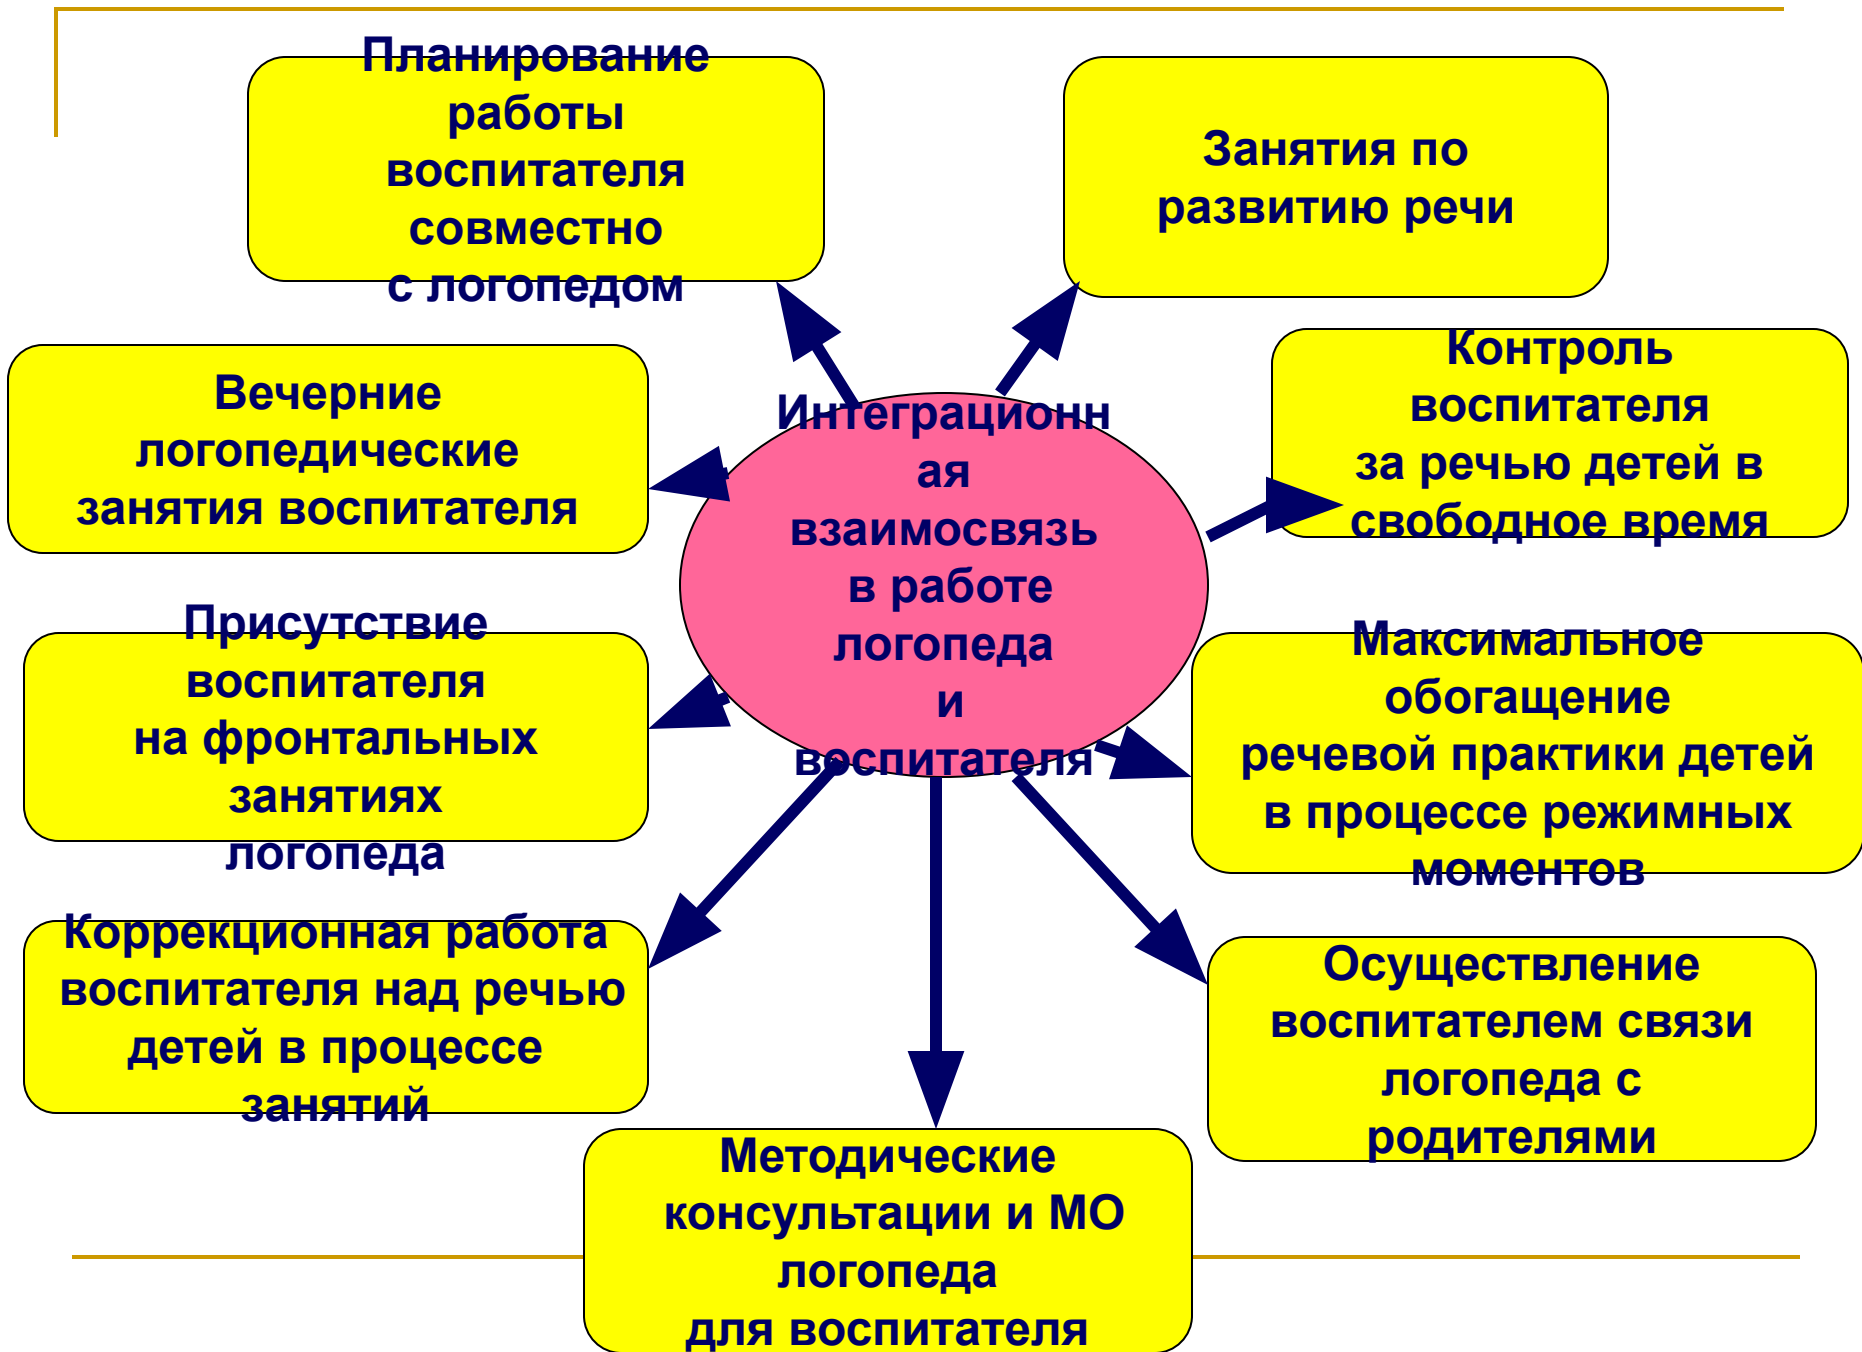 Планирование
работы
воспитателя
совместно
с логопедом
Занятия по
развитию речи
Вечерние
логопедические
занятия воспитателя
Контроль
воспитателя
за речью детей в
свободное время
Интеграционн
ая
взаимосвязь
в работе
логопеда
и
воспитателя
Присутствие
воспитателя
на фронтальных
занятиях
логопеда
Максимальное
обогащение
речевой практики детей
в процессе режимных
моментов
Коррекционная работа
воспитателя над речью
детей в процессе
занятий
Осуществление
воспитателем связи
логопеда с
родителями
Методические
консультации и МО
логопеда
для воспитателя